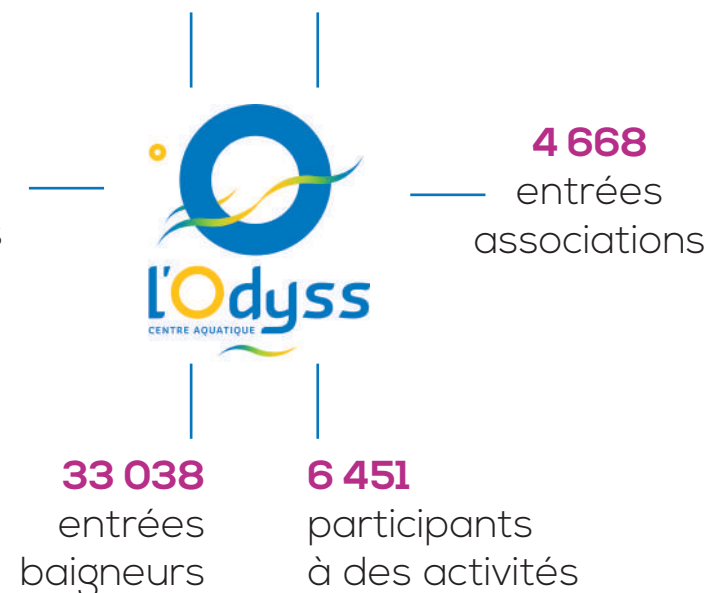 4 668
entrées
associations
l'Odyss
CENTRE AQUATIQUE
33 038
entrées
baigneurs
6 451
participants
à des activités